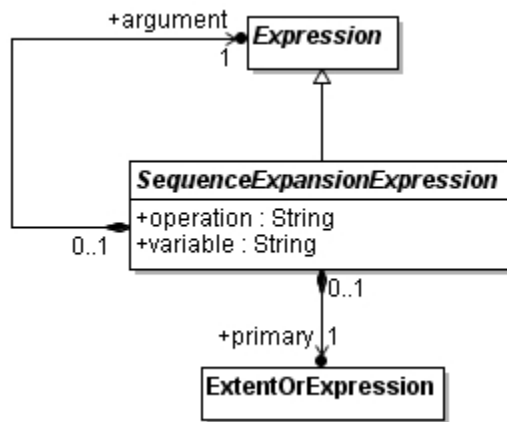 +argument
Expression
1
SequenceExpansionExpression
+operation : String
+variable : String
0..1
0..1
+primary
1
ExtentOrExpression